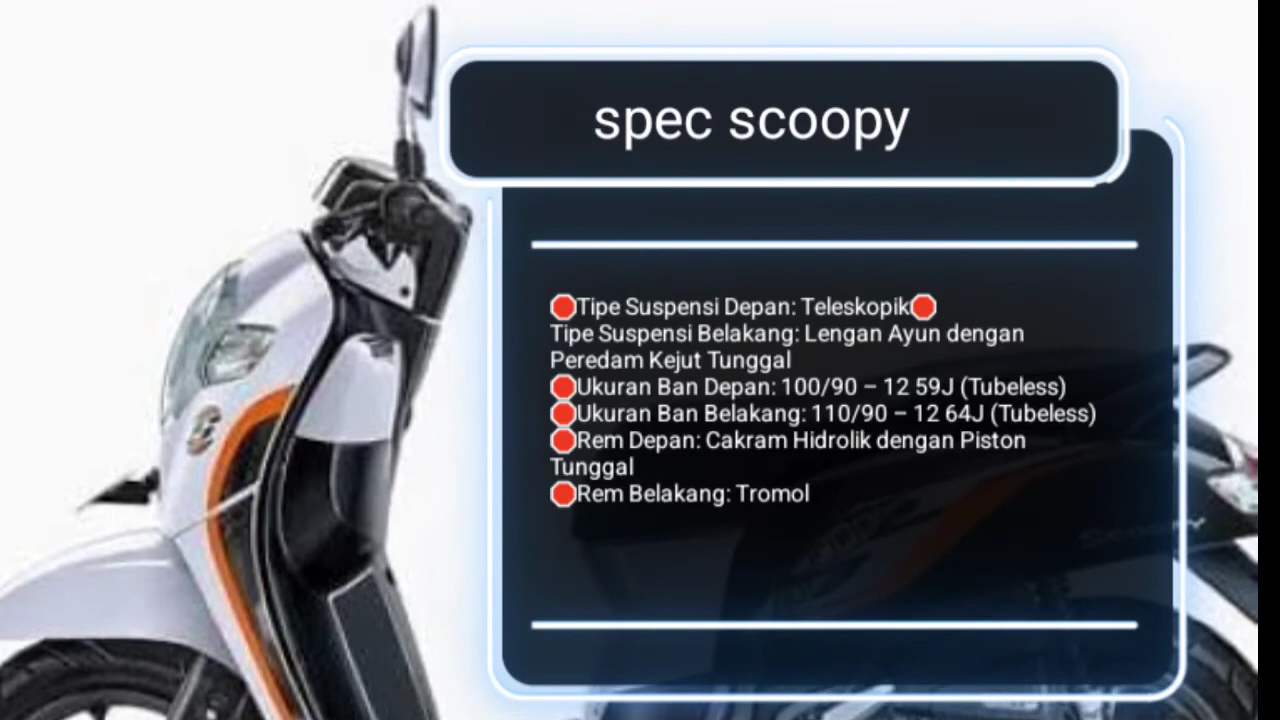 spec scoopy
🛑Tipe Suspensi Depan: Teleskopik🛑
Tipe Suspensi Belakang: Lengan Ayun dengan
Peredam Kejut Tunggal
🛑Ukuran Ban Depan: 100/90 – 12 59J (Tubeless)
🛑Ukuran Ban Belakang: 110/90 – 12 64J (Tubeless)
🛑Rem Depan: Cakram Hidrolik dengan Piston
Tunggal
🛑Rem Belakang: Tromol
Scoopy